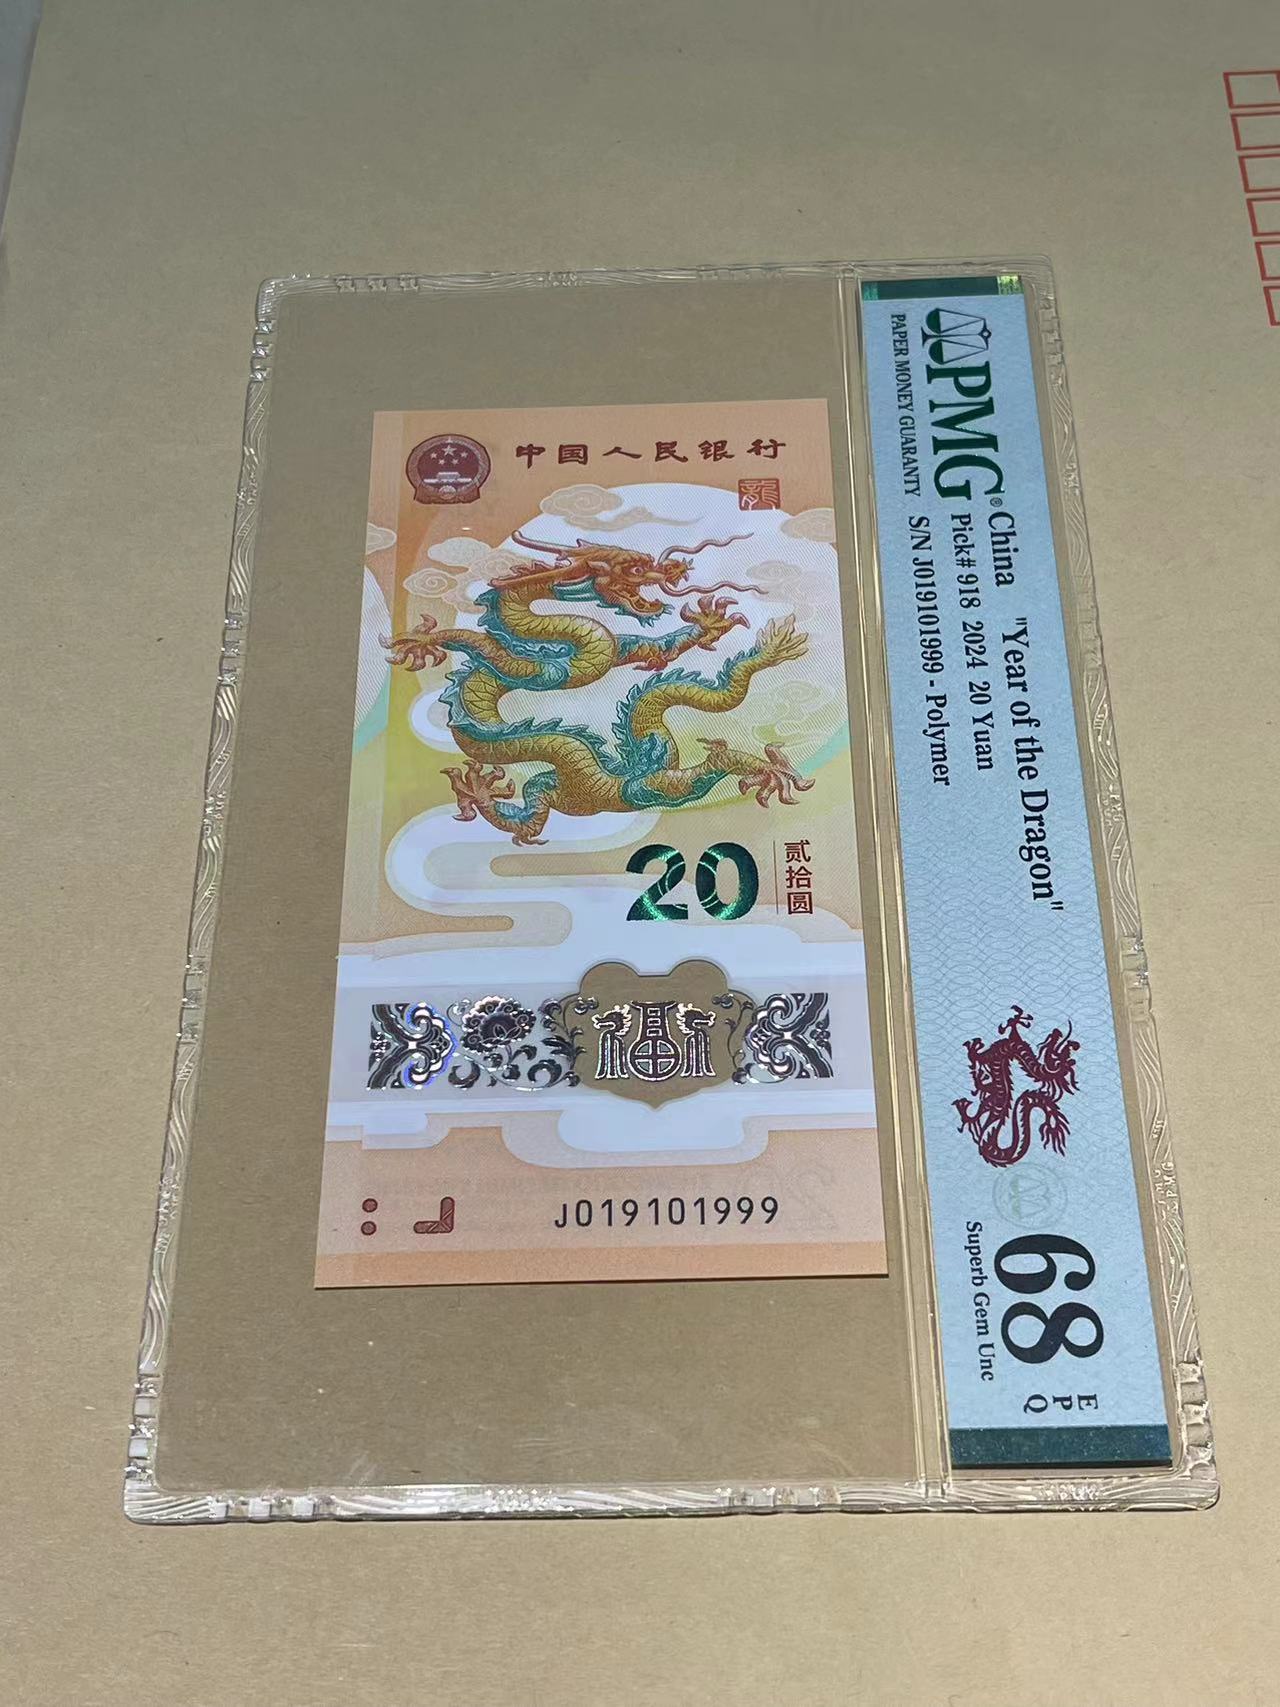 中国人民银行
龍
20
贰拾圆
福
J019101999
PMG®
PAPER MONEY GUARANTY
China "Year of the Dragon"
Pick# 918 2024 20 Yuan
S/N J019101999 - Polymer
68
EPQ
Superb Gem Unc